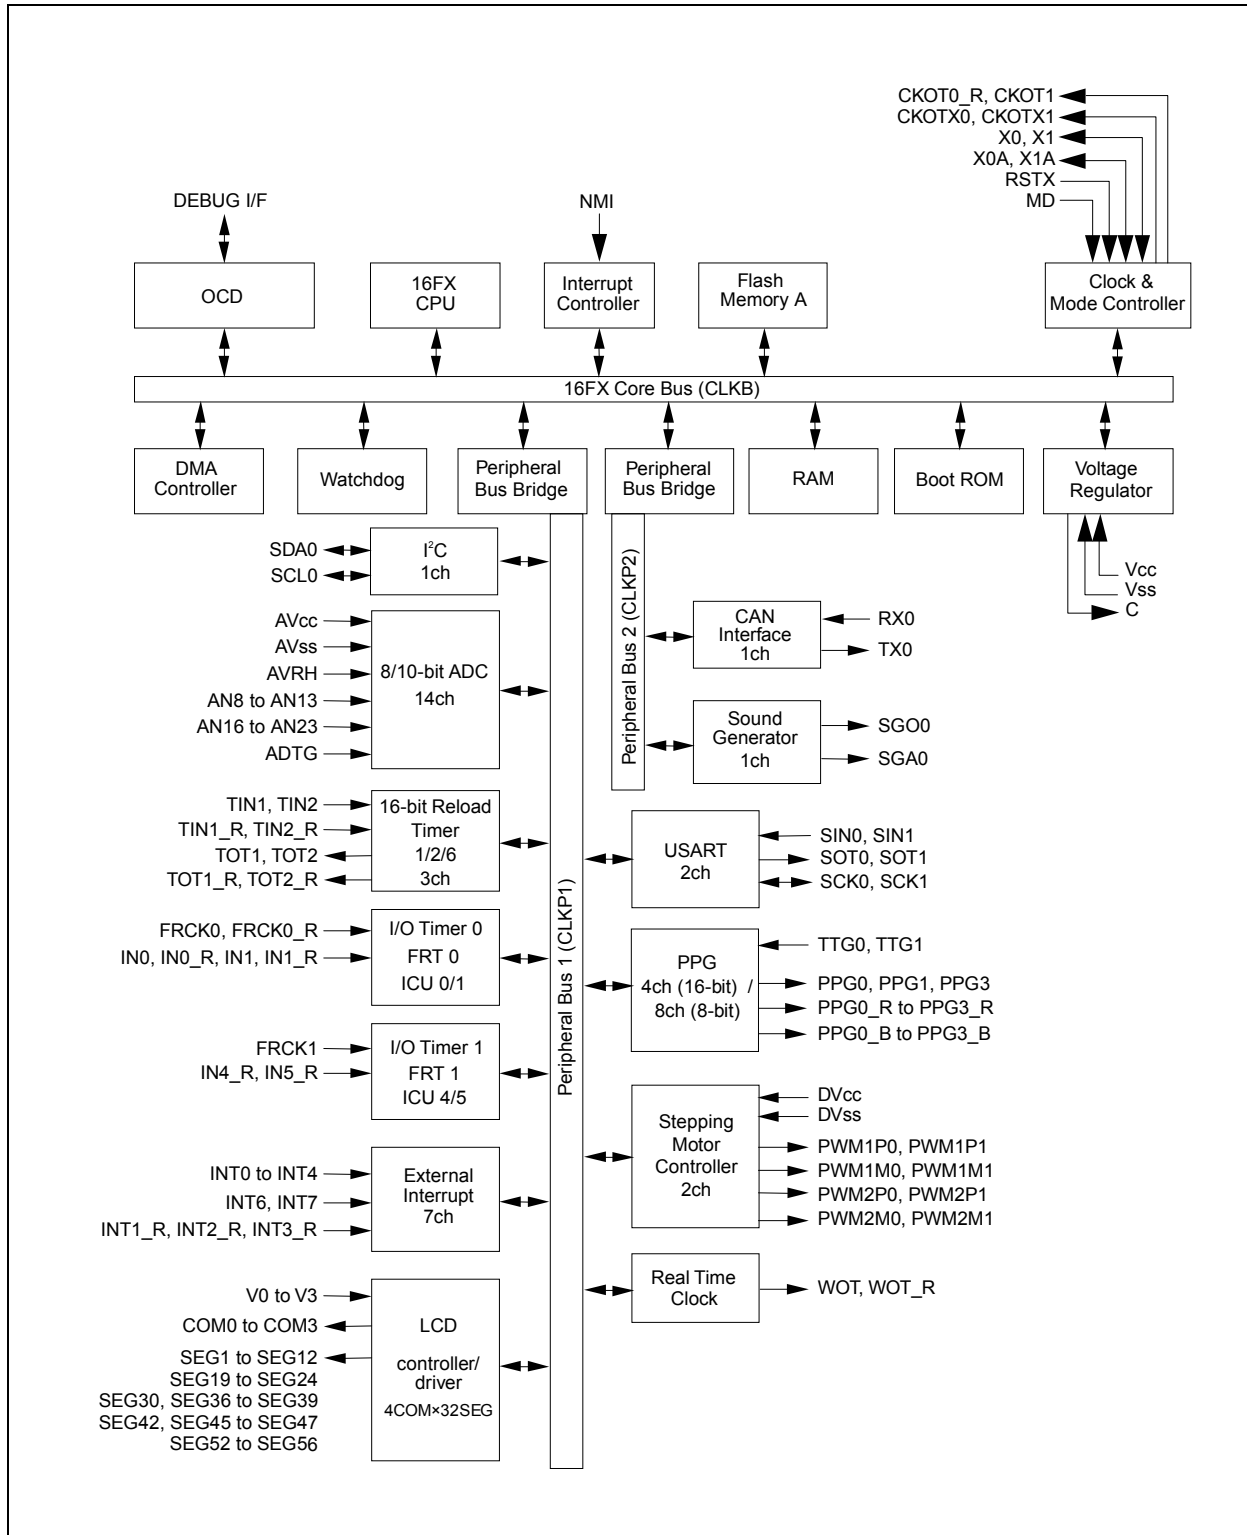 CKOT0_R, CKOT1
CKOTX0, CKOTX1
X0, X1
X0A, X1A
RSTX
MD
DEBUG I/F
NMI
OCD
16FX
CPU
Interrupt
Controller
Flash
Memory A
Clock &
Mode Controller
16FX Core Bus (CLKB)
DMA
Controller
Watchdog
Peripheral
Bus Bridge
Peripheral
Bus Bridge
RAM
Boot ROM
Voltage
Regulator
Vcc
Vss
C
Peripheral Bus 1 (CLKP1)
Peripheral Bus 2 (CLKP2)
SDA0
SCL0
I²C
1ch
AVcc
AVss
AVRH
AN8 to AN13
AN16 to AN23
ADTG
8/10-bit ADC
14ch
TIN1, TIN2
TIN1_R, TIN2_R
TOT1, TOT2
TOT1_R, TOT2_R
16-bit Reload
Timer
1/2/6
3ch
FRCK0, FRCK0_R
IN0, IN0_R, IN1, IN1_R
I/O Timer 0
FRT 0
ICU 0/1
FRCK1
IN4_R, IN5_R
I/O Timer 1
FRT 1
ICU 4/5
INT0 to INT4
INT6, INT7
INT1_R, INT2_R, INT3_R
External
Interrupt
7ch
V0 to V3
COM0 to COM3
SEG1 to SEG12
SEG19 to SEG24
SEG30, SEG36 to SEG39
SEG42, SEG45 to SEG47
SEG52 to SEG56
LCD
controller/
driver
4COM×32SEG
CAN
Interface
1ch
RX0
TX0
Sound
Generator
1ch
SGO0
SGA0
USART
2ch
SIN0, SIN1
SOT0, SOT1
SCK0, SCK1
PPG
4ch (16-bit) /
8ch (8-bit)
TTG0, TTG1
PPG0, PPG1, PPG3
PPG0_R to PPG3_R
PPG0_B to PPG3_B
Stepping
Motor
Controller
2ch
DVcc
DVss
PWM1P0, PWM1P1
PWM1M0, PWM1M1
PWM2P0, PWM2P1
PWM2M0, PWM2M1
Real Time
Clock
WOT, WOT_R